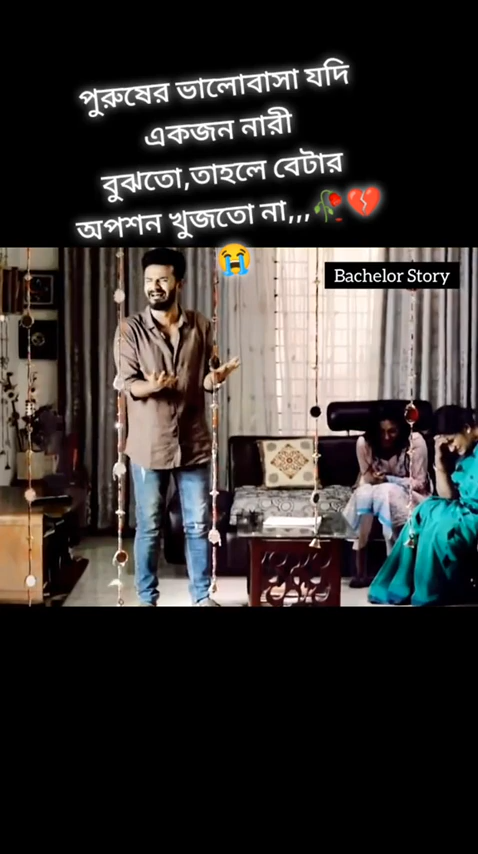 পুরুষের ভালোবাসা যদি
একজন নারী
বুঝতো,তাহলে বেটার
অপশন খুজতো না,,,🥀💔
😭
Bachelor Story